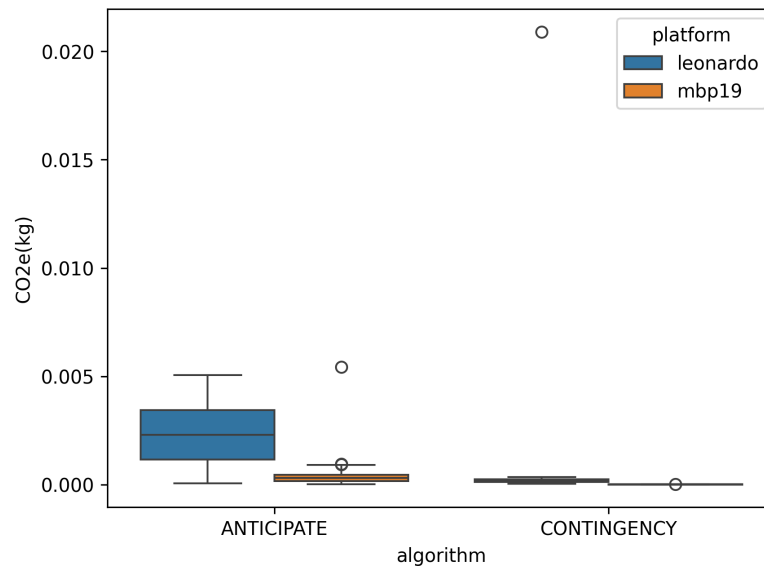 platform
leonardo
mbp19
0.020
0.015
0.010
0.005
0.000
CO2e(kg)
ANTICIPATE
CONTINGENCY
algorithm